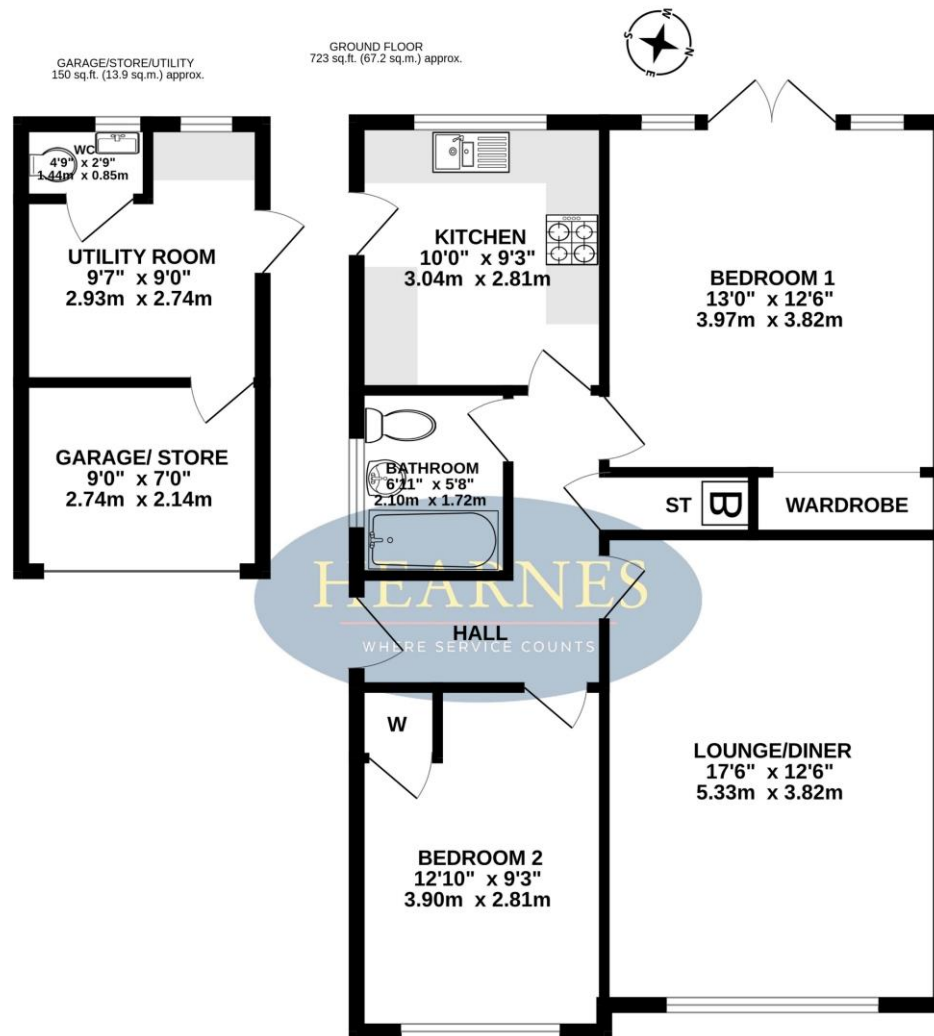 GARAGE/STORE/UTILITY
150 sq.ft. (13.9 sq.m.) approx.
GROUND FLOOR
723 sq.ft. (67.2 sq.m.) approx.
W
S
N
E
WC
4'9" x 2'9"
1.44m x 0.85m
UTILITY ROOM
9'7" x 9'0"
2.93m x 2.74m
GARAGE/ STORE
9'0" x 7'0"
2.74m x 2.14m
KITCHEN
10'0" x 9'3"
3.04m x 2.81m
BEDROOM 1
13'0" x 12'6"
3.97m x 3.82m
BATHROOM
6'11" x 5'8"
2.10m x 1.72m
ST
B
WARDROBE
HEARNES
WHERE SERVICE COUNTS
HALL
W
BEDROOM 2
12'10" x 9'3"
3.90m x 2.81m
LOUNGE/DINER
17'6" x 12'6"
5.33m x 3.82m